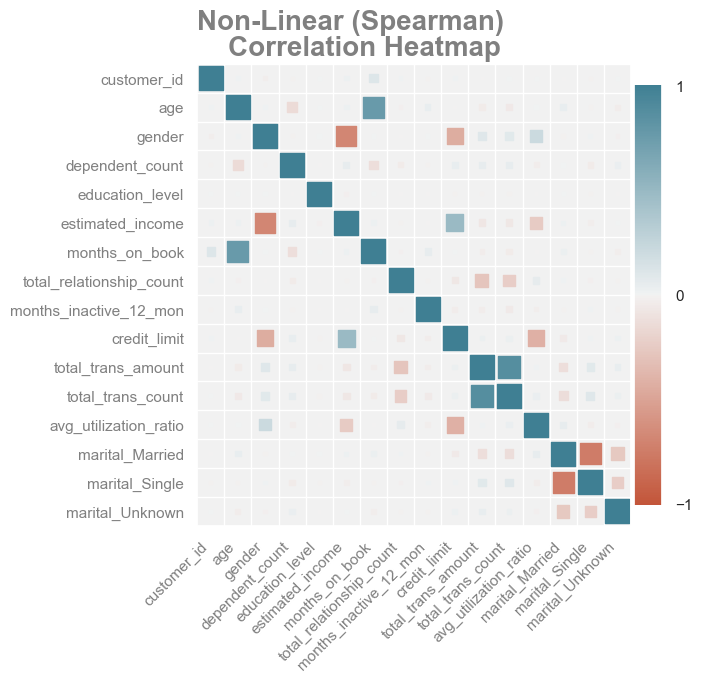 Non-Linear (Spearman)
Correlation Heatmap
customer_id
age
gender
dependent_count
education_level
estimated_income
months_on_book
total_relationship_count
months_inactive_12_mon
credit_limit
total_trans_amount
total_trans_count
avg_utilization_ratio
marital_Married
marital_Single
marital_Unknown
1
0
−1
customer_id
age
gender
dependent_count
education_level
estimated_income
months_on_book
total_relationship_count
months_inactive_12_mon
credit_limit
total_trans_amount
total_trans_count
avg_utilization_ratio
marital_Married
marital_Single
marital_Unknown